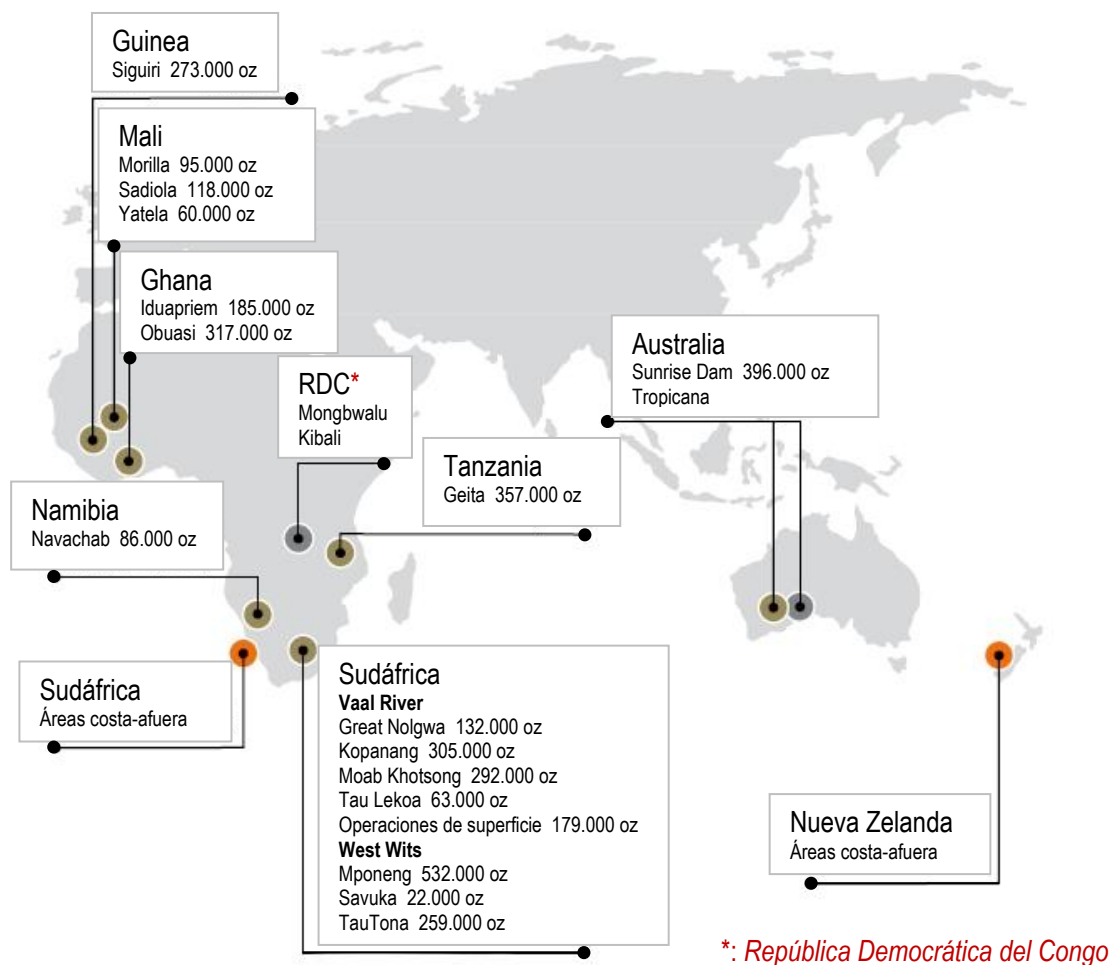 Guinea
Siguiri 273.000 oz
Mali
Morilla 95.000 oz
Sadiola 118.000 oz
Yatela 60.000 oz
Ghana
Iduapriem 185.000 oz
Obuasi 317.000 oz
RDC*
Mongbwalu
Kibali
Australia
Sunrise Dam 396.000 oz
Tropicana
Tanzania
Geita 357.000 oz
Namibia
Navachab 86.000 oz
Sudáfrica
Áreas costa-afuera
Sudáfrica
Vaal River
Great Nolgwa 132.000 oz
Kopanang 305.000 oz
Moab Khotsong 292.000 oz
Tau Lekoa 63.000 oz
Operaciones de superficie 179.000 oz
West Wits
Mponeng 532.000 oz
Savuka 22.000 oz
TauTona 259.000 oz
Nueva Zelanda
Áreas costa-afuera
*: República Democrática del Congo